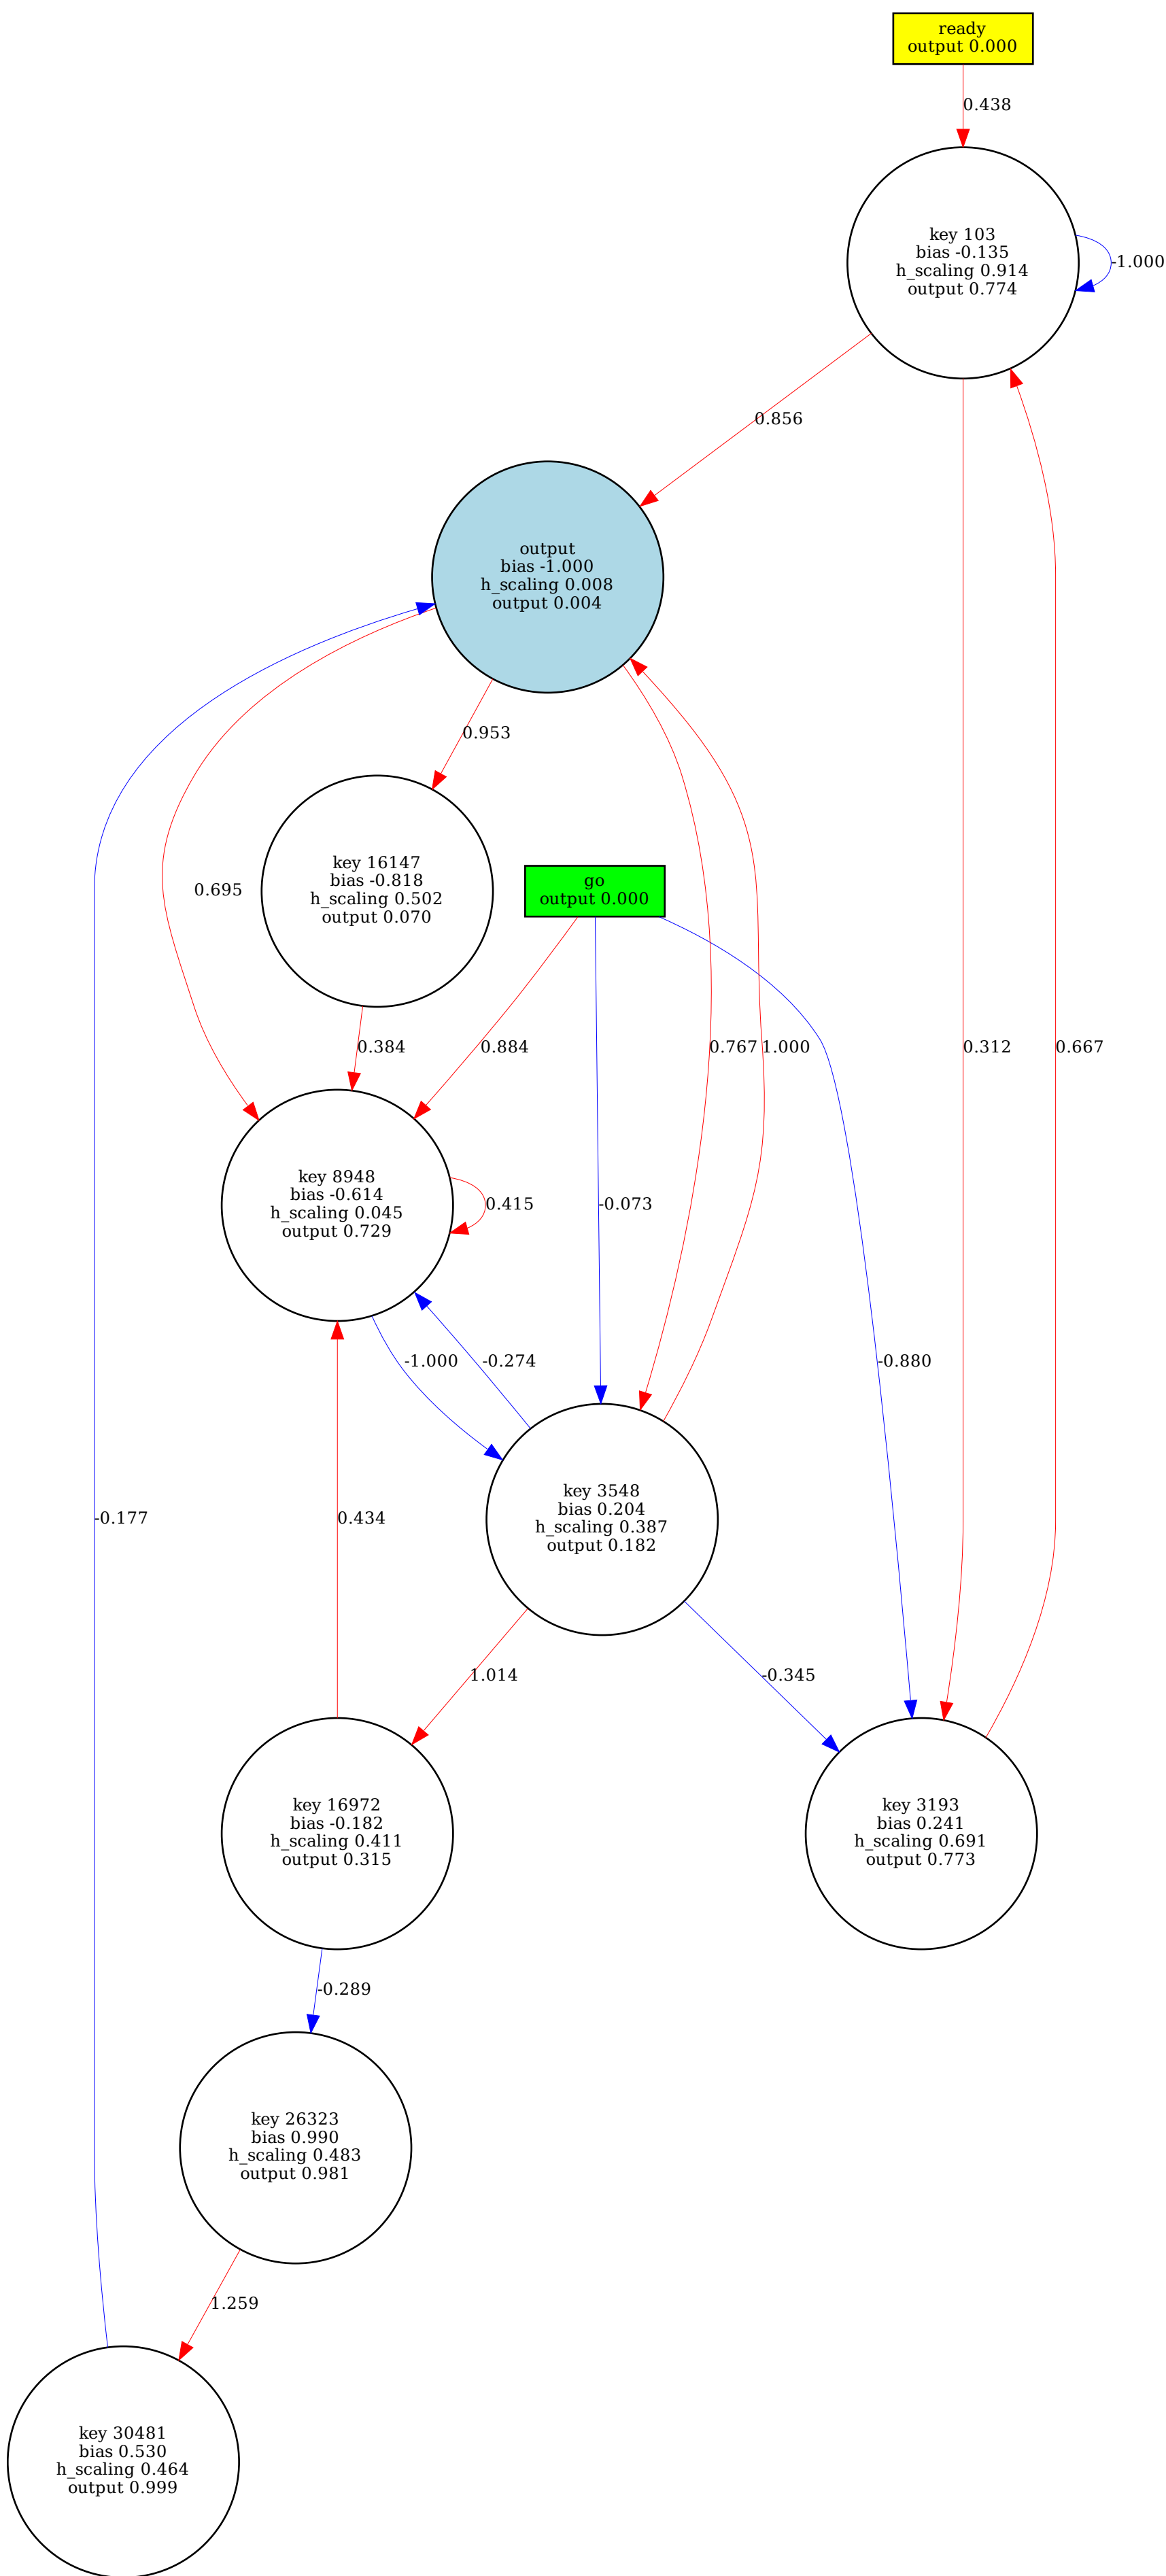 ready
output 0.000
0.438
key 103
bias -0.135
h_scaling 0.914
output 0.774
-1.000
0.856
output
bias -1.000
h_scaling 0.008
output 0.004
0.953
key 16147
bias -0.818
h_scaling 0.502
output 0.070
go
output 0.000
0.695
0.384
0.884
0.767
1.000
0.312
0.667
key 8948
bias -0.614
h_scaling 0.045
output 0.729
0.415
-0.073
-1.000
-0.274
-0.880
key 3548
bias 0.204
h_scaling 0.387
output 0.182
-0.177
0.434
1.014
-0.345
key 16972
bias -0.182
h_scaling 0.411
output 0.315
key 3193
bias 0.241
h_scaling 0.691
output 0.773
-0.289
key 26323
bias 0.990
h_scaling 0.483
output 0.981
1.259
key 30481
bias 0.530
h_scaling 0.464
output 0.999